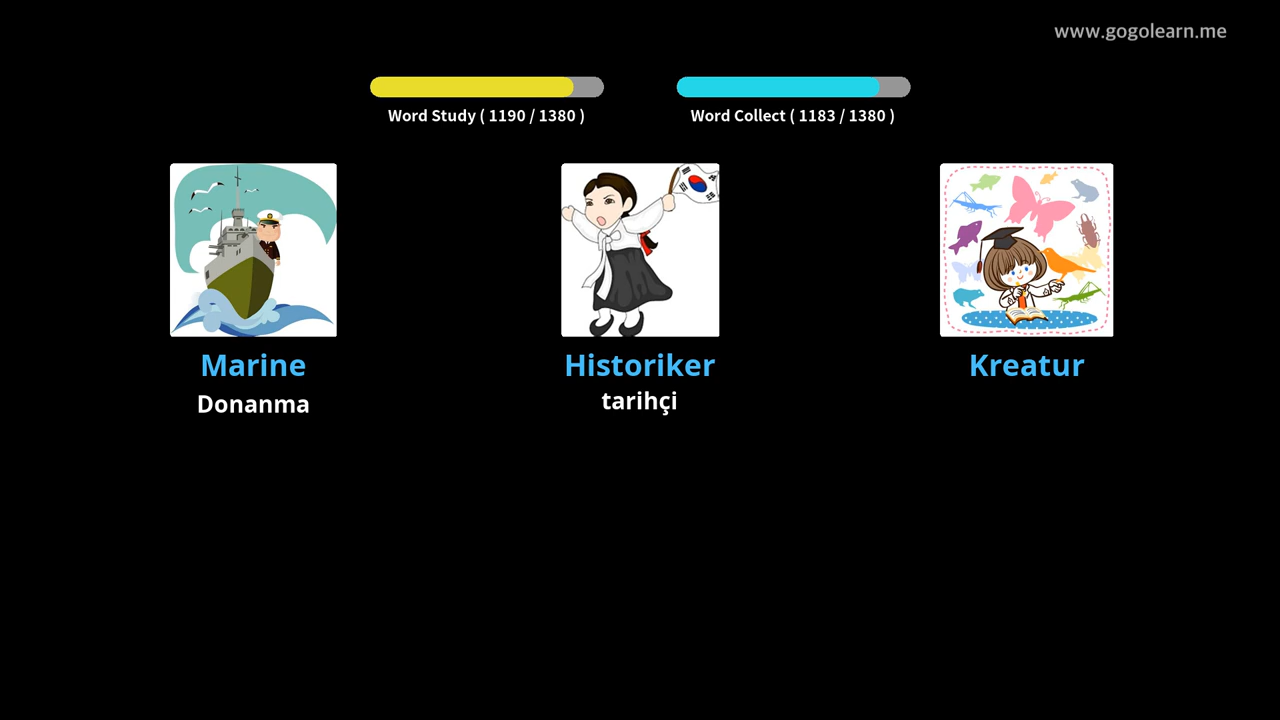 www.gogolearn.me
Word Study ( 1190 / 1380 )
Word Collect ( 1183 / 1380 )
Marine
Donanma
Historiker
tarihçi
Kreatur